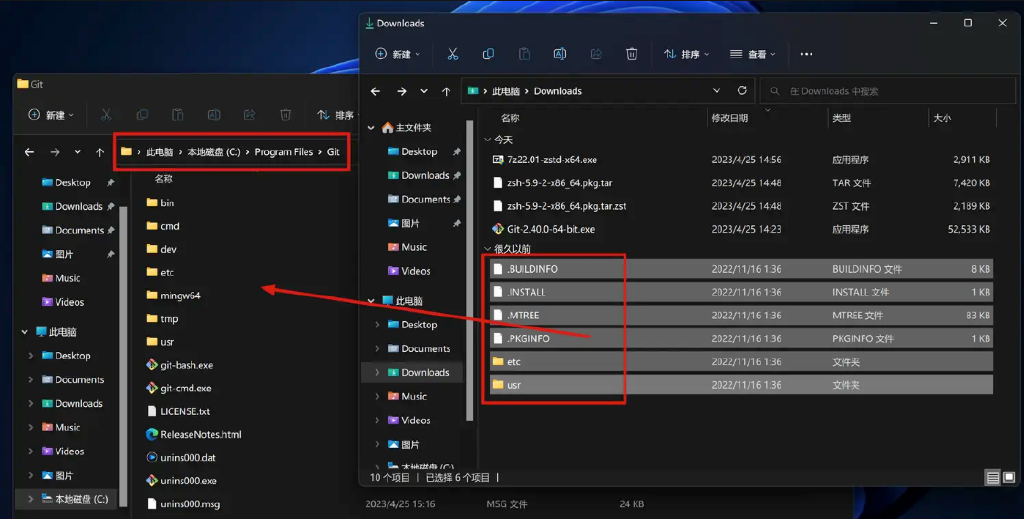 Git
新建
排序
此电脑 > 本地磁盘 (C:) > Program Files > Git
名称
Desktop
Downloads
Documents
图片
Music
Videos
此电脑
Desktop
Documents
Downloads
Music
Videos
图片
本地磁盘 (C:)
bin
cmd
dev
etc
mingw64
tmp
usr
git-bash.exe
git-cmd.exe
LICENSE.txt
ReleaseNotes.html
unins000.dat
unins000.exe
unins000.msg 2023/4/25 15:16 MSG 文件 24 KB
Downloads
新建 排序 查看
此电脑 > Downloads
在 Downloads 中搜索
主文件夹
Desktop
Downloads
Documents
图片
Music
Videos
此电脑
Desktop
Documents
Downloads
Music
Videos
图片
本地磁盘 (C:)
名称 修改日期 类型 大小
今天
7z22.01-zstd-x64.exe 2023/4/25 14:56 应用程序 2,911 KB
zsh-5.9-2-x86_64.pkg.tar 2023/4/25 14:48 TAR 文件 7,420 KB
zsh-5.9-2-x86_64.pkg.tar.zst 2023/4/25 14:48 ZST 文件 2,189 KB
Git-2.40.0-64-bit.exe 2023/4/25 14:23 应用程序 52,533 KB
很久以前
.BUILDINFO 2022/11/16 1:36 BUILDINFO 文件 8 KB
.INSTALL 2022/11/16 1:36 INSTALL 文件 1 KB
.MTREE 2022/11/16 1:36 MTREE 文件 83 KB
.PKGINFO 2022/11/16 1:36 PKGINFO 文件 1 KB
etc 2022/11/16 1:36 文件夹
usr 2022/11/16 1:36 文件夹
10 个项目 | 已选择 6 个项目 |